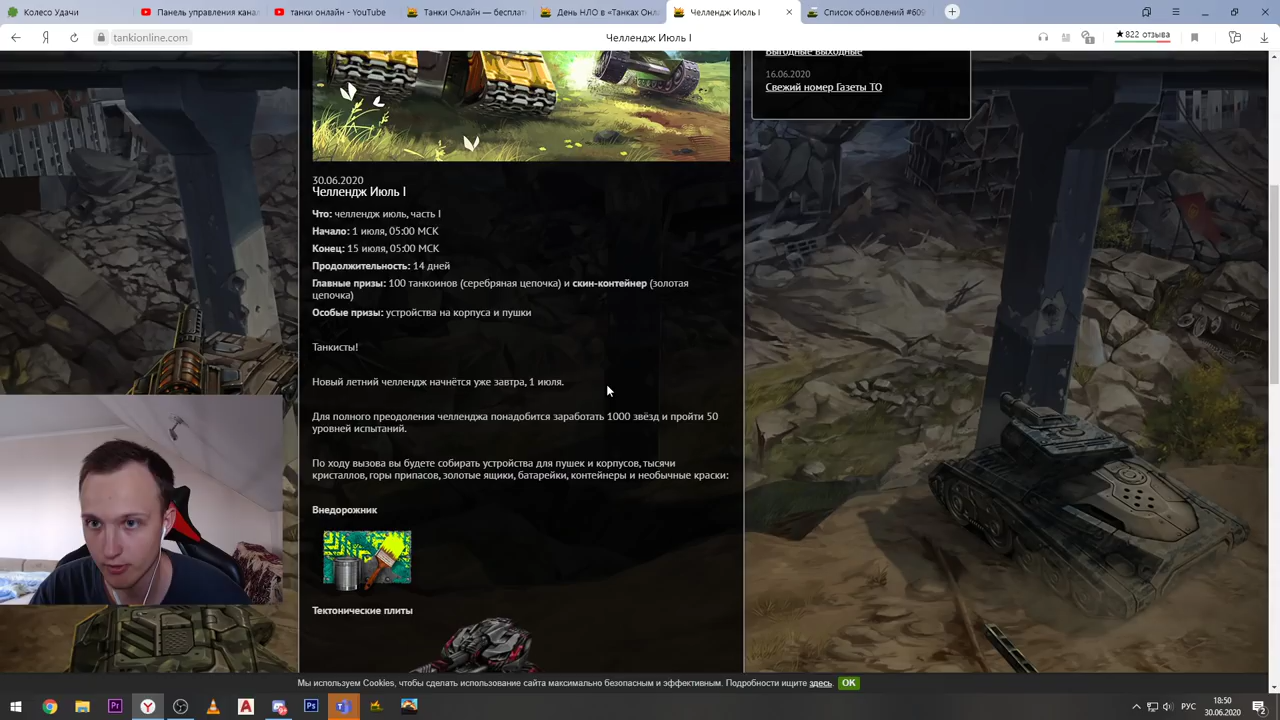 Колесо Удачи
Панель управления кана
танки онлайн - YouTube
Танки Онлайн — бесплат
День НЛО в «Танках Онл
Челлендж Июль I
Список обновлений #609
tankionline.com
Челлендж Июль I
★822 отзыва
Выгодные выходные
16.06.2020
Свежий номер Газеты ТО
30.06.2020
Челлендж Июль I
Что: челлендж июль, часть I
Начало: 1 июля, 05:00 МСК
Конец: 15 июля, 05:00 МСК
Продолжительность: 14 дней
Главные призы: 100 танкоинов (серебряная цепочка) и скин-контейнер (золотая
цепочка)
Особые призы: устройства на корпуса и пушки
Танкисты!
Новый летний челлендж начнётся уже завтра, 1 июля.
Для полного преодоления челленджа понадобится заработать 1000 звёзд и пройти 50
уровней испытаний.
По ходу вызова вы будете собирать устройства для пушек и корпусов, тысячи
кристаллов, горы припасов, золотые ящики, батарейки, контейнеры и необычные краски:
Внедорожник
Тектонические плиты
Мы используем Cookies, чтобы сделать использование сайта максимально безопасным и эффективным. Подробности ищите здесь. OK
РУС
18:50
30.06.2020
2